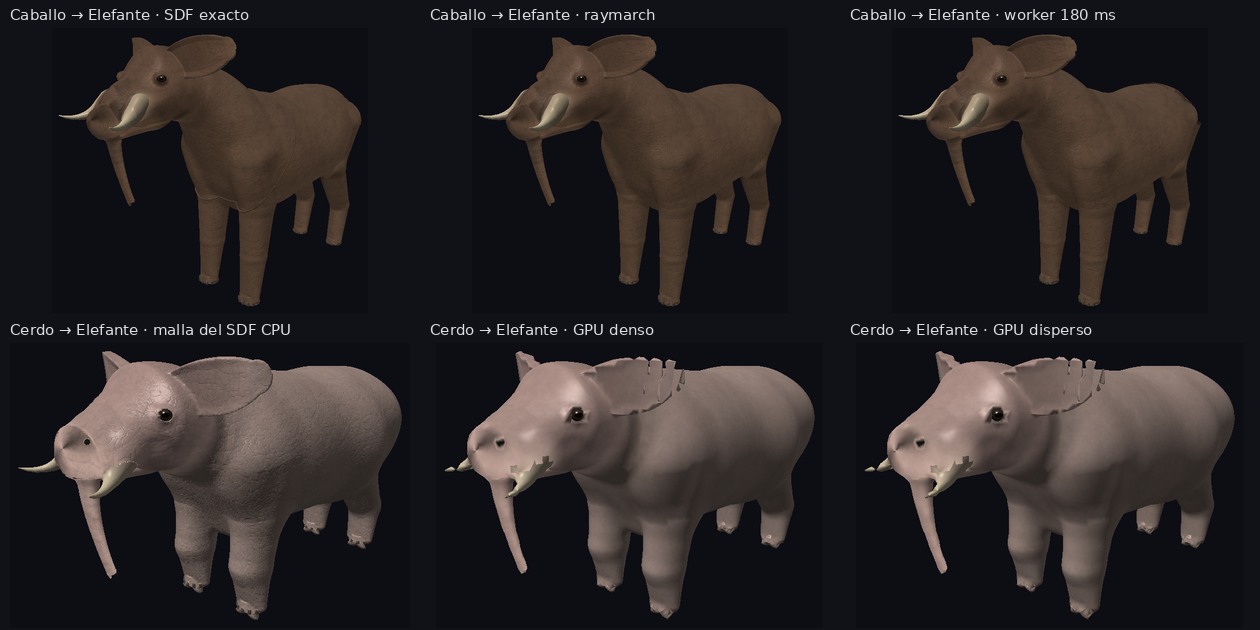 Caballo → Elefante · SDF exacto
Caballo → Elefante · raymarch
Caballo → Elefante · worker 180 ms
Cerdo → Elefante · malla del SDF CPU
Cerdo → Elefante · GPU denso
Cerdo → Elefante · GPU disperso